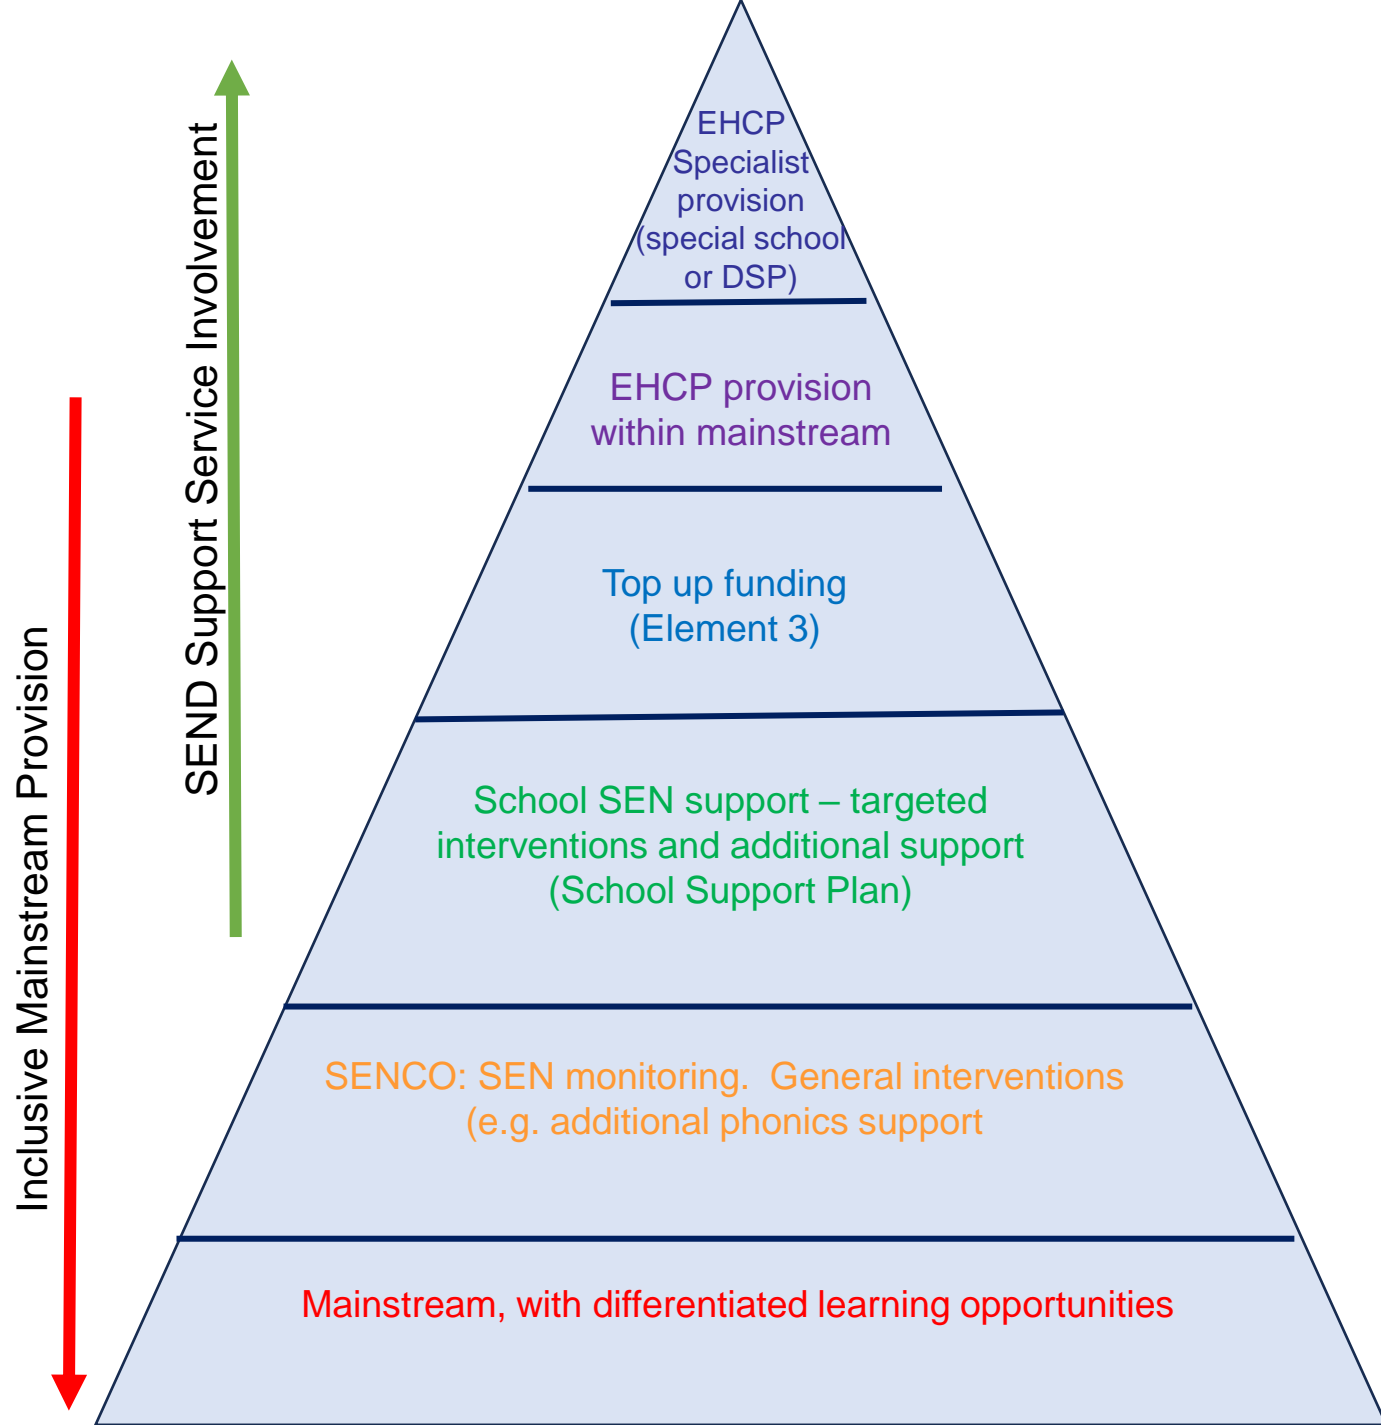 EHCP
Specialist
provision
(special school
or DSP)
EHCP provision
within mainstream
Top up funding
(Element 3)
School SEN support – targeted
interventions and additional support
(School Support Plan)
SENCO: SEN monitoring.  General interventions
(e.g. additional phonics support
Mainstream, with differentiated learning opportunities
SEND Support Service Involvement
Inclusive Mainstream Provision